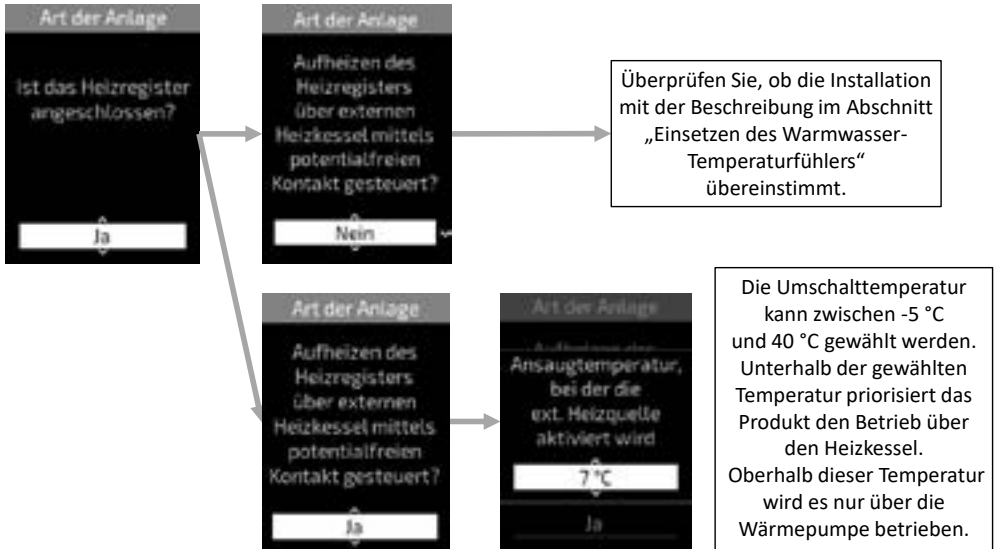 Art der Anlage
Ist das Heizregister
angeschlossen?
Ja
Art der Anlage
Aufheizen des
Heizregisters
über externen
Heizkessel mittels
potentialfreien
Kontakt gesteuert?
Nein
Überprüfen Sie, ob die Installation
mit der Beschreibung im Abschnitt
„Einsetzen des Warmwasser-
Temperaturfühlers“
übereinstimmt.
Art der Anlage
Aufheizen des
Heizregisters
über externen
Heizkessel mittels
potentialfreien
Kontakt gesteuert?
Ja
Art der Anlage
Ansaugtemperatur,
bei der die
ext. Heizquelle
aktiviert wird
7 °C
Ja
Die Umschalttemperatur
kann zwischen -5 °C
und 40 °C gewählt werden.
Unterhalb der gewählten
Temperatur priorisiert das
Produkt den Betrieb über
den Heizkessel.
Oberhalb dieser Temperatur
wird es nur über die
Wärmepumpe betrieben.